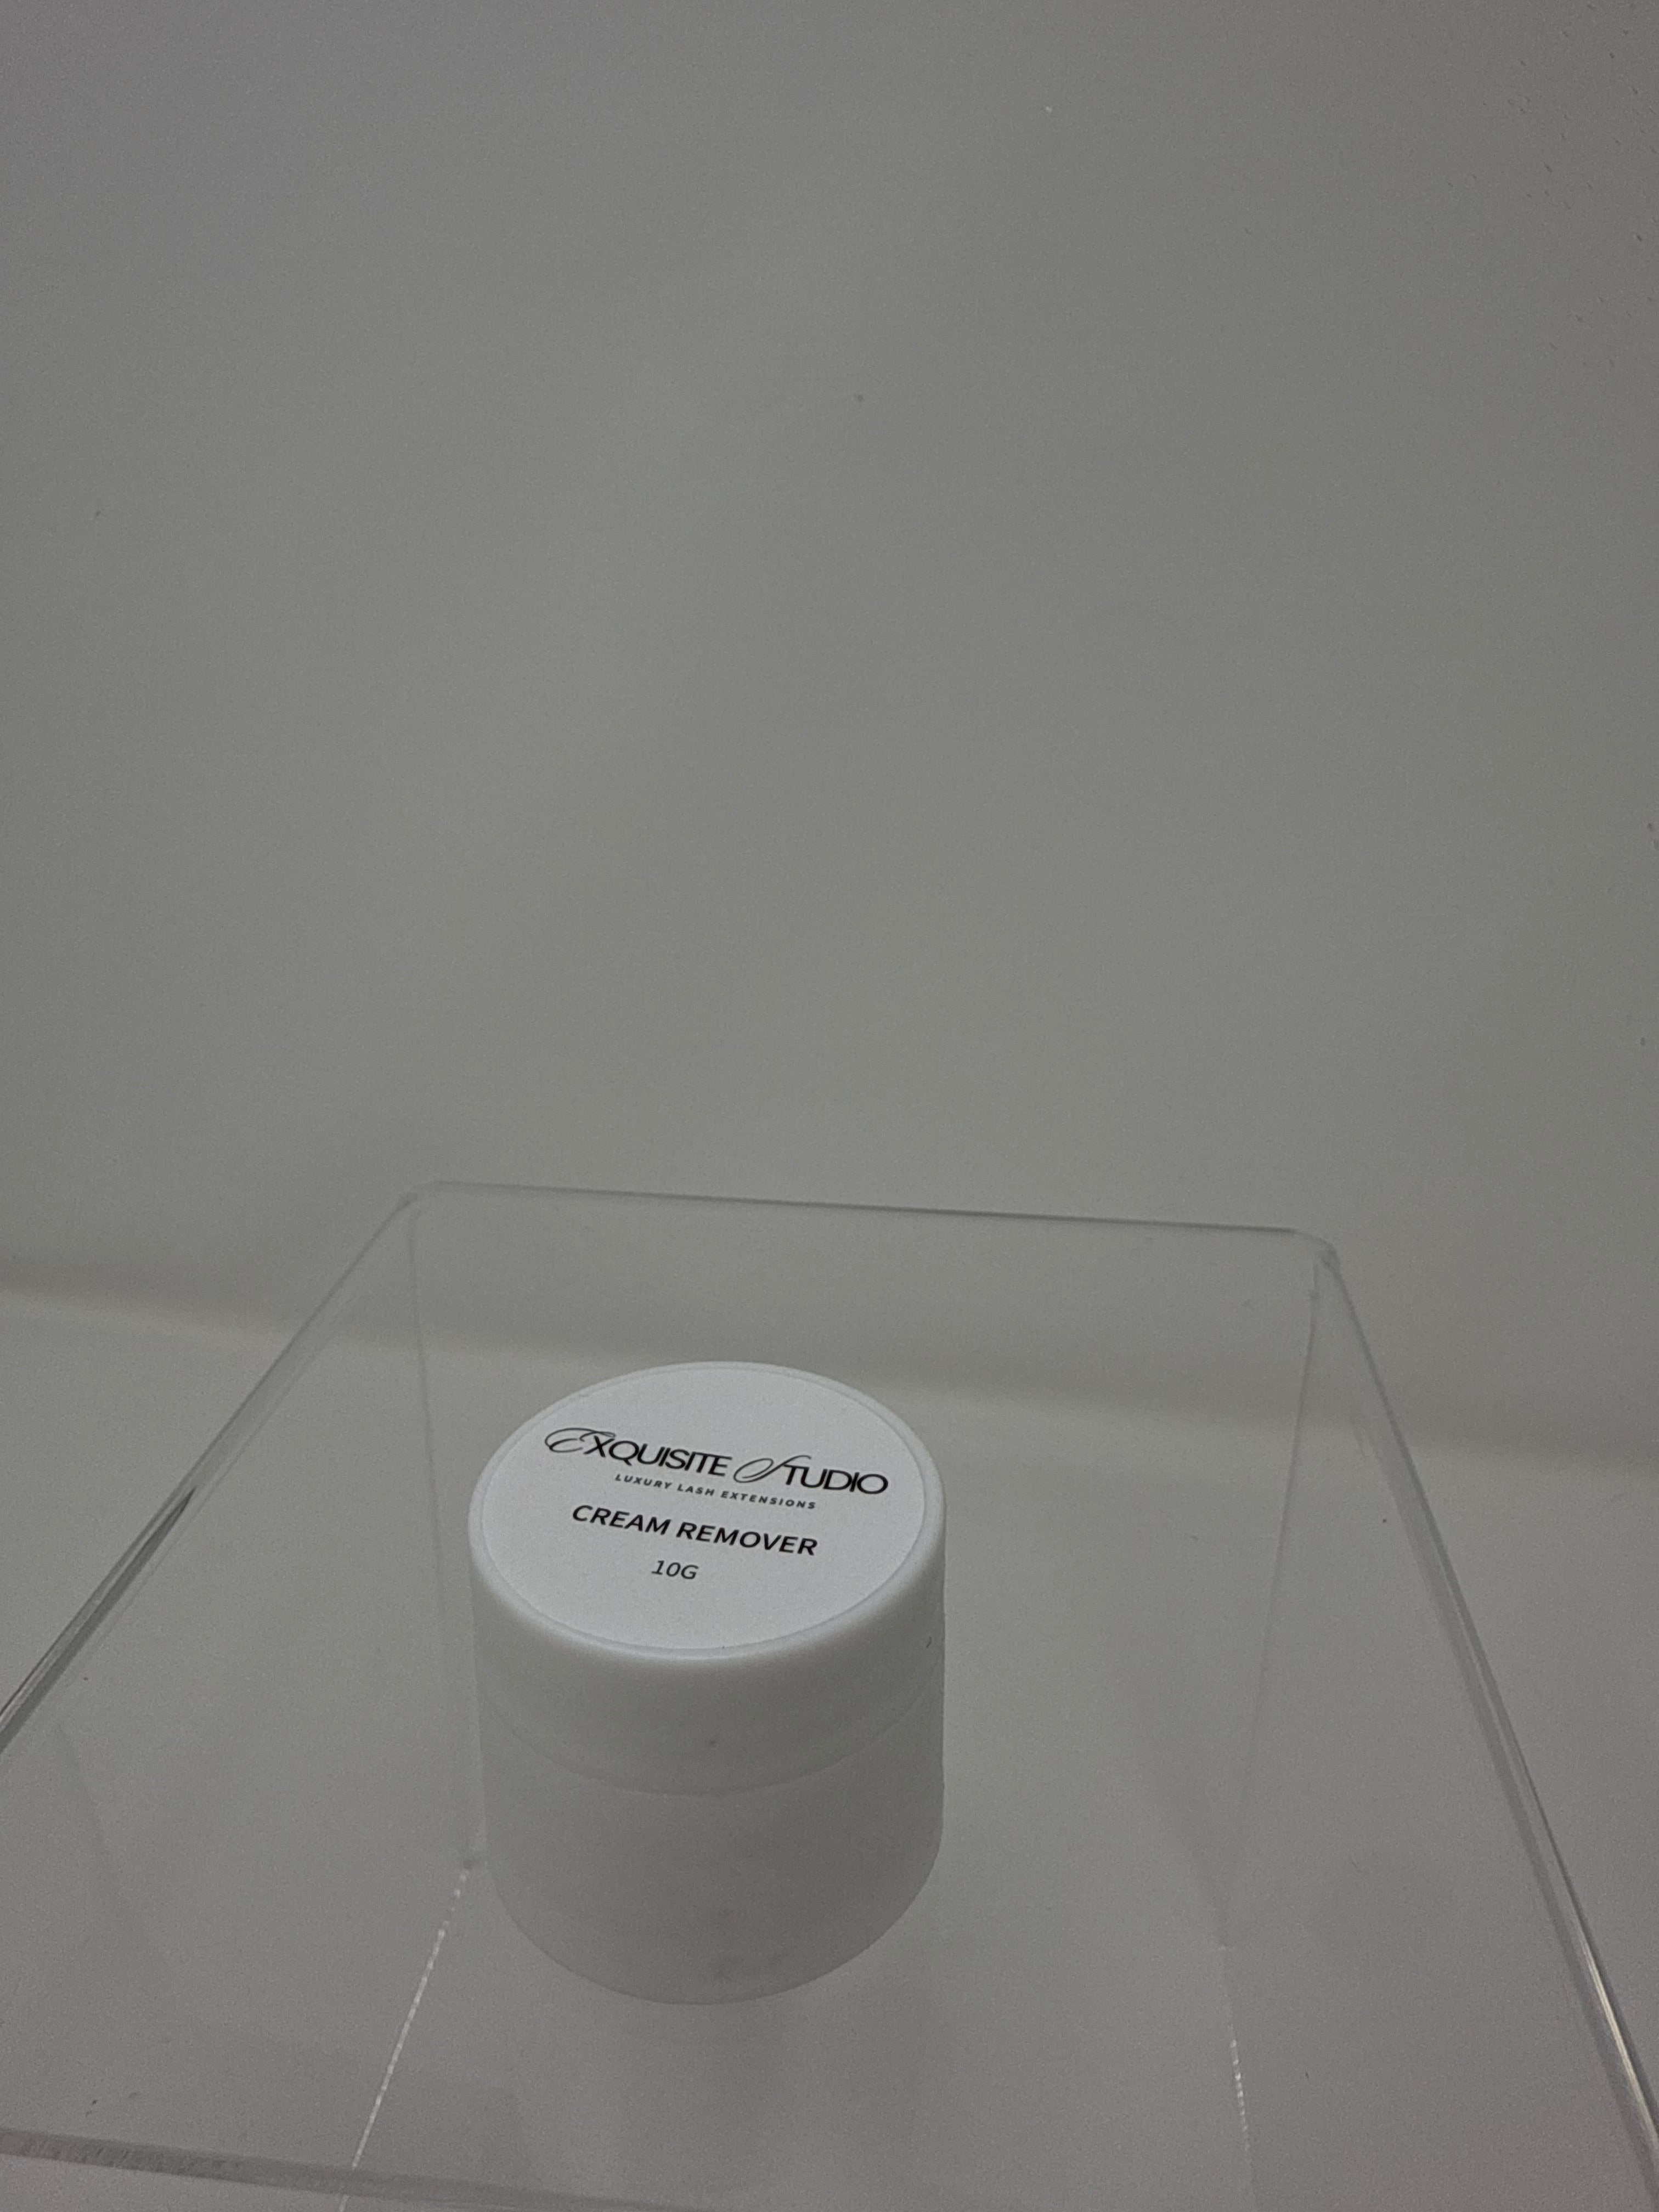 EXQUISITE STUDIO
LUXURY LASH EXTENSIONS
CREAM REMOVER
10G